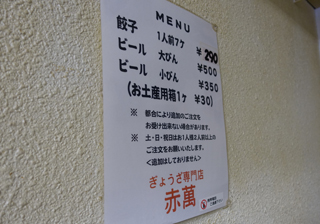 MENU
餃子 1人前7ケ ¥290
ビール 大びん ¥500
ビール 小びん ¥350
(お土産用箱1ヶ ¥30)
※ 都合により追加のご注文を
お受け出来ない場合があります。
※ 土・日・祝日はお1人様2人前以上の
ご注文をお願いいたします。
<追加はしておりません>
ぎょうざ専門店
赤萬